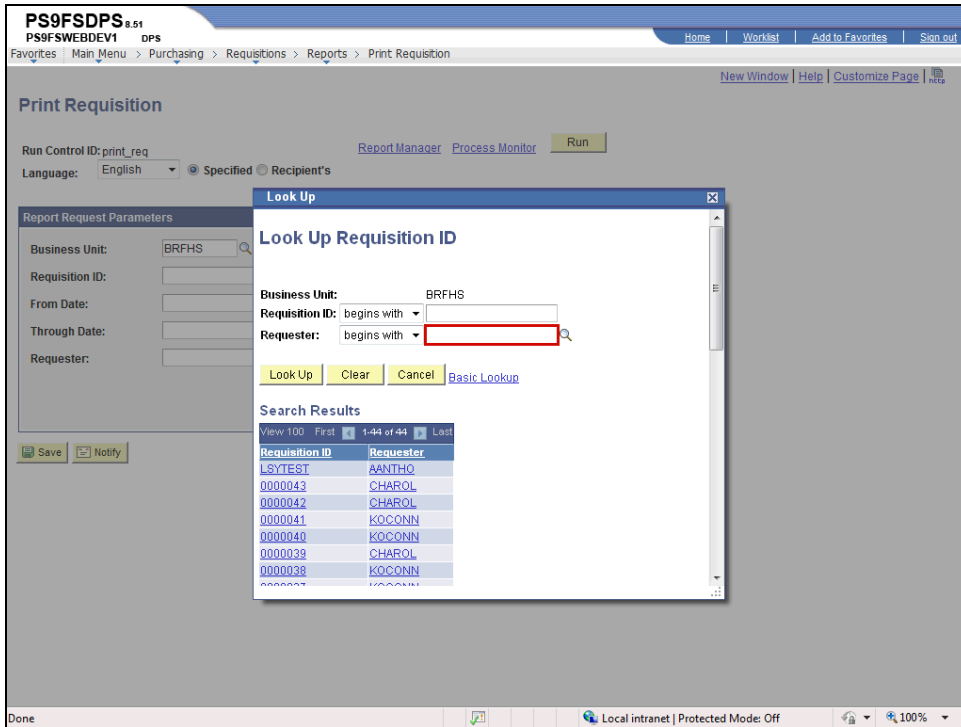 PS9FSDPS 8.51
PS9FSWEBDEV1 DPS
Home Worklist Add to Favorites Sign out
Favorites Main Menu > Purchasing > Requisitions > Reports > Print Requisition
New Window Help Customize Page http
Print Requisition
Run Control ID: print_req Report Manager Process Monitor Run
Language: English Specified Recipient's
Look Up
Report Request Parameters
Look Up Requisition ID
Business Unit: BRFHS
Requisition ID:
From Date:
Through Date:
Requester:
Business Unit: BRFHS
Requisition ID: begins with
Requester: begins with
Look Up Clear Cancel Basic Lookup
Search Results
View 100 First 1-44 of 44 Last
Requisition ID Requester
LSYTEST AANTHO
0000043 CHAROL
0000042 CHAROL
0000041 KOCONN
0000040 KOCONN
0000039 CHAROL
0000038 KOCONN
Save Notify
Done Local intranet | Protected Mode: Off 100%